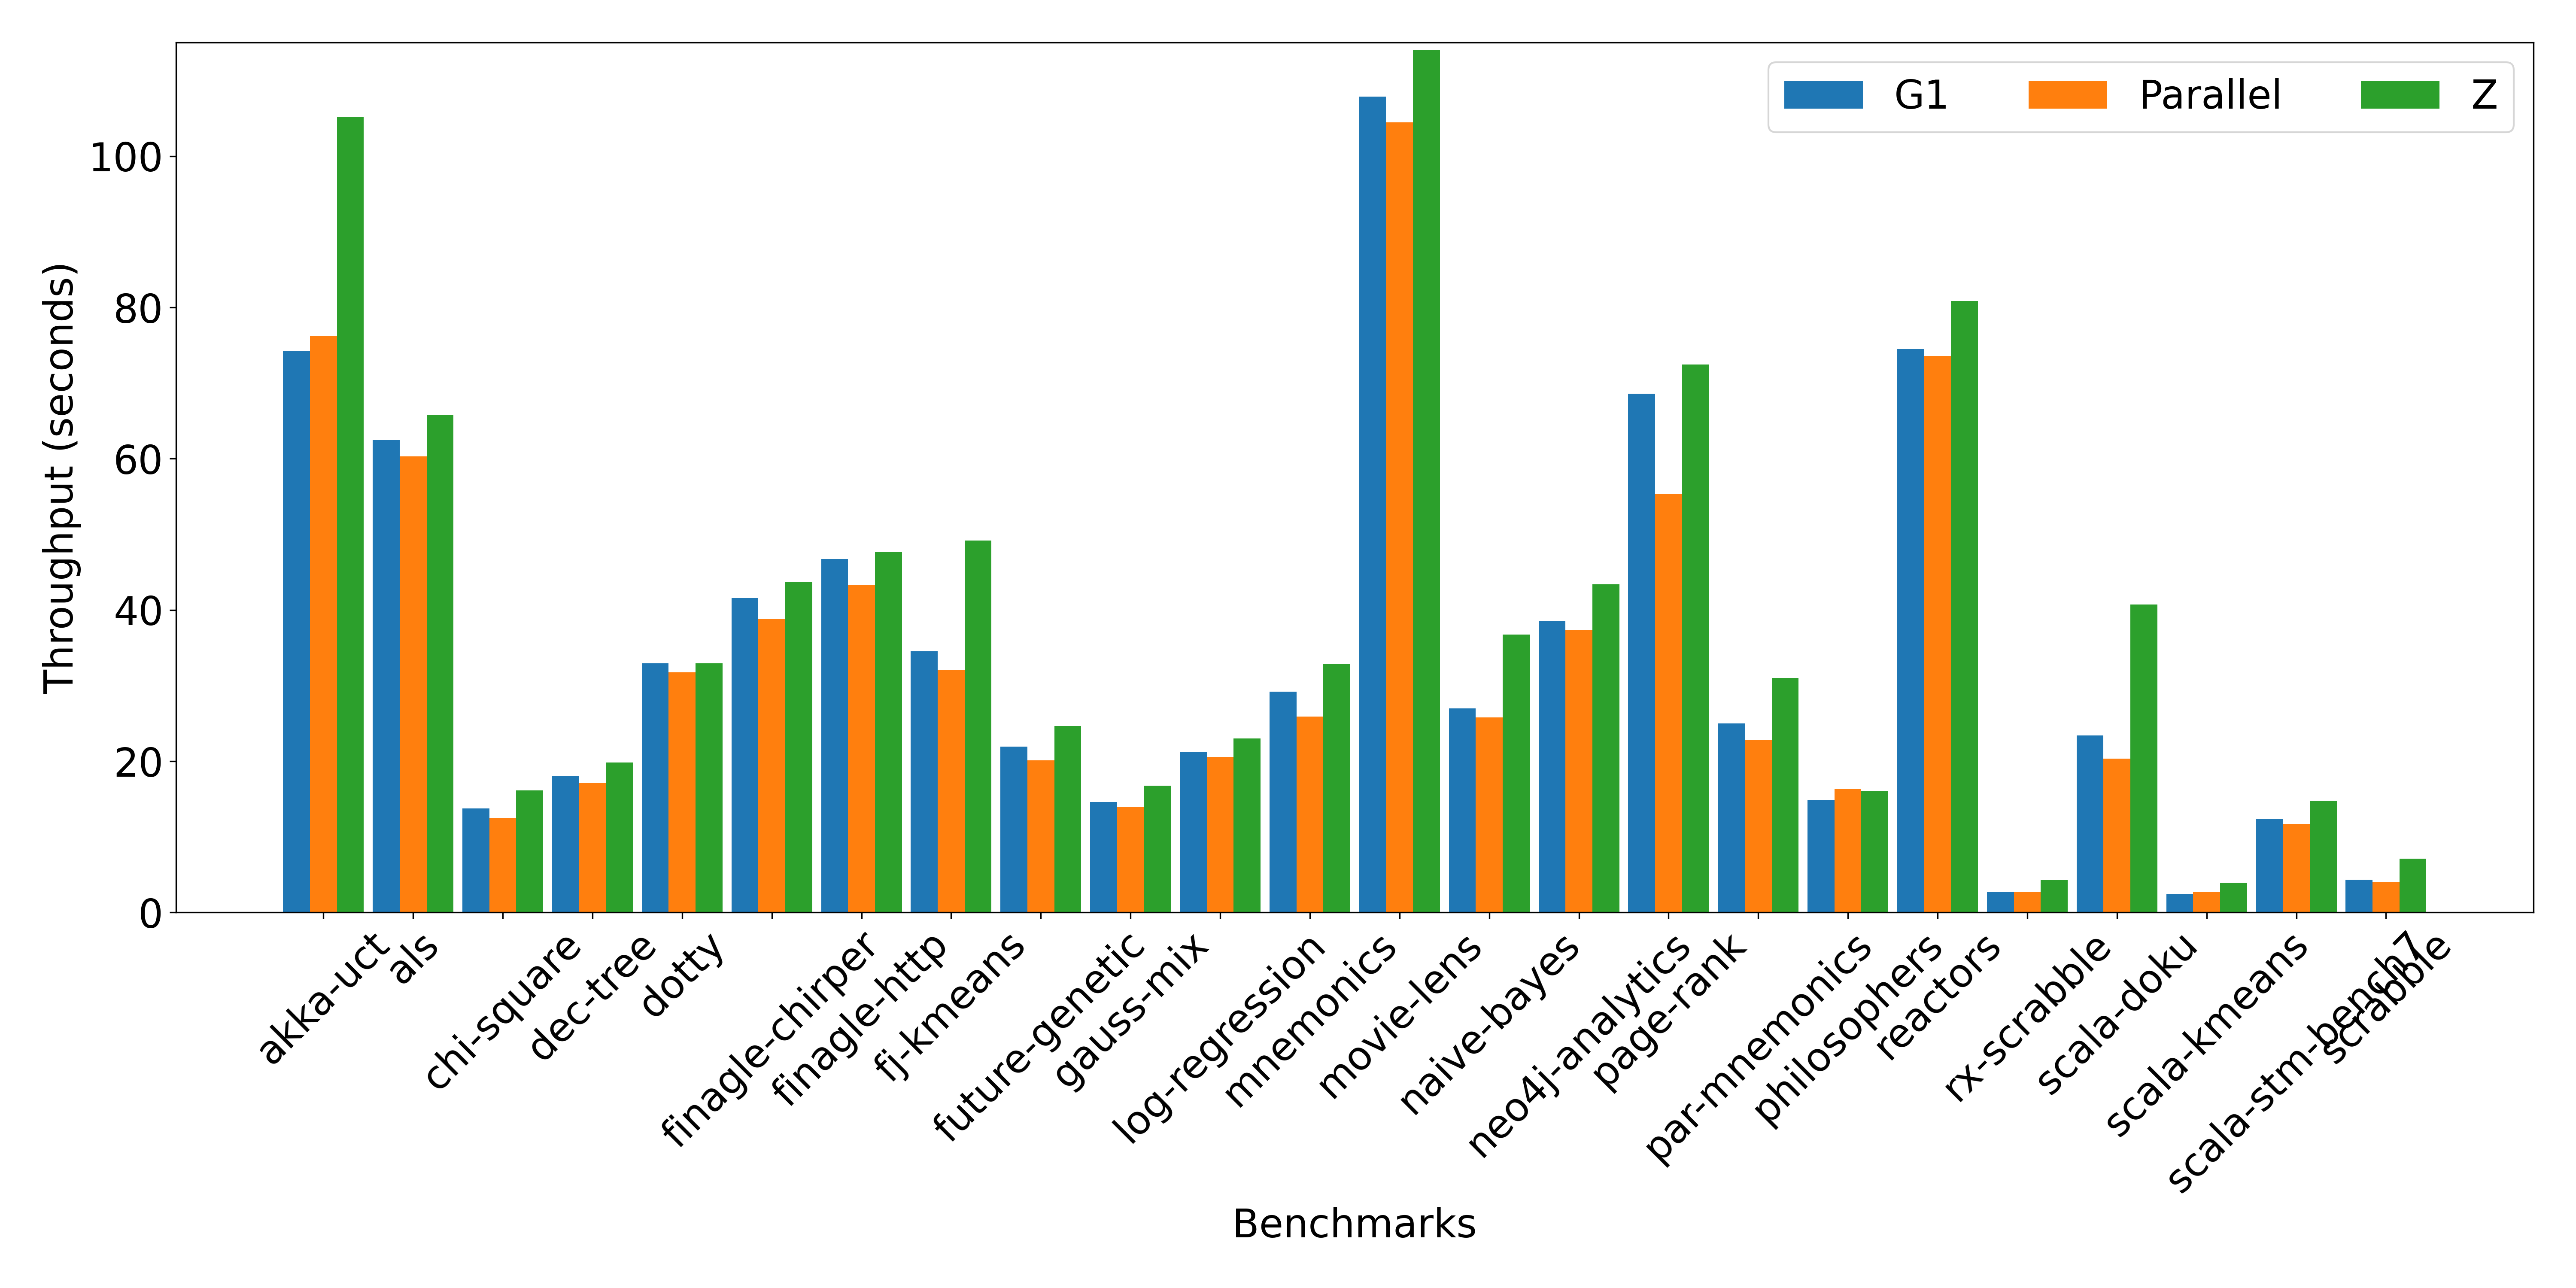 G1 Parallel Z
Throughput (seconds)
100
80
60
40
20
0
akka-uct
als
chi-square
dec-tree
dotty
finagle-chirper
finagle-http
fj-kmeans
future-genetic
gauss-mix
log-regression
mnemonics
movie-lens
naive-bayes
neo4j-analytics
page-rank
par-mnemonics
philosophers
reactors
rx-scrabble
scala-doku
scala-kmeans
scala-stm-bench7
scrabble
Benchmarks